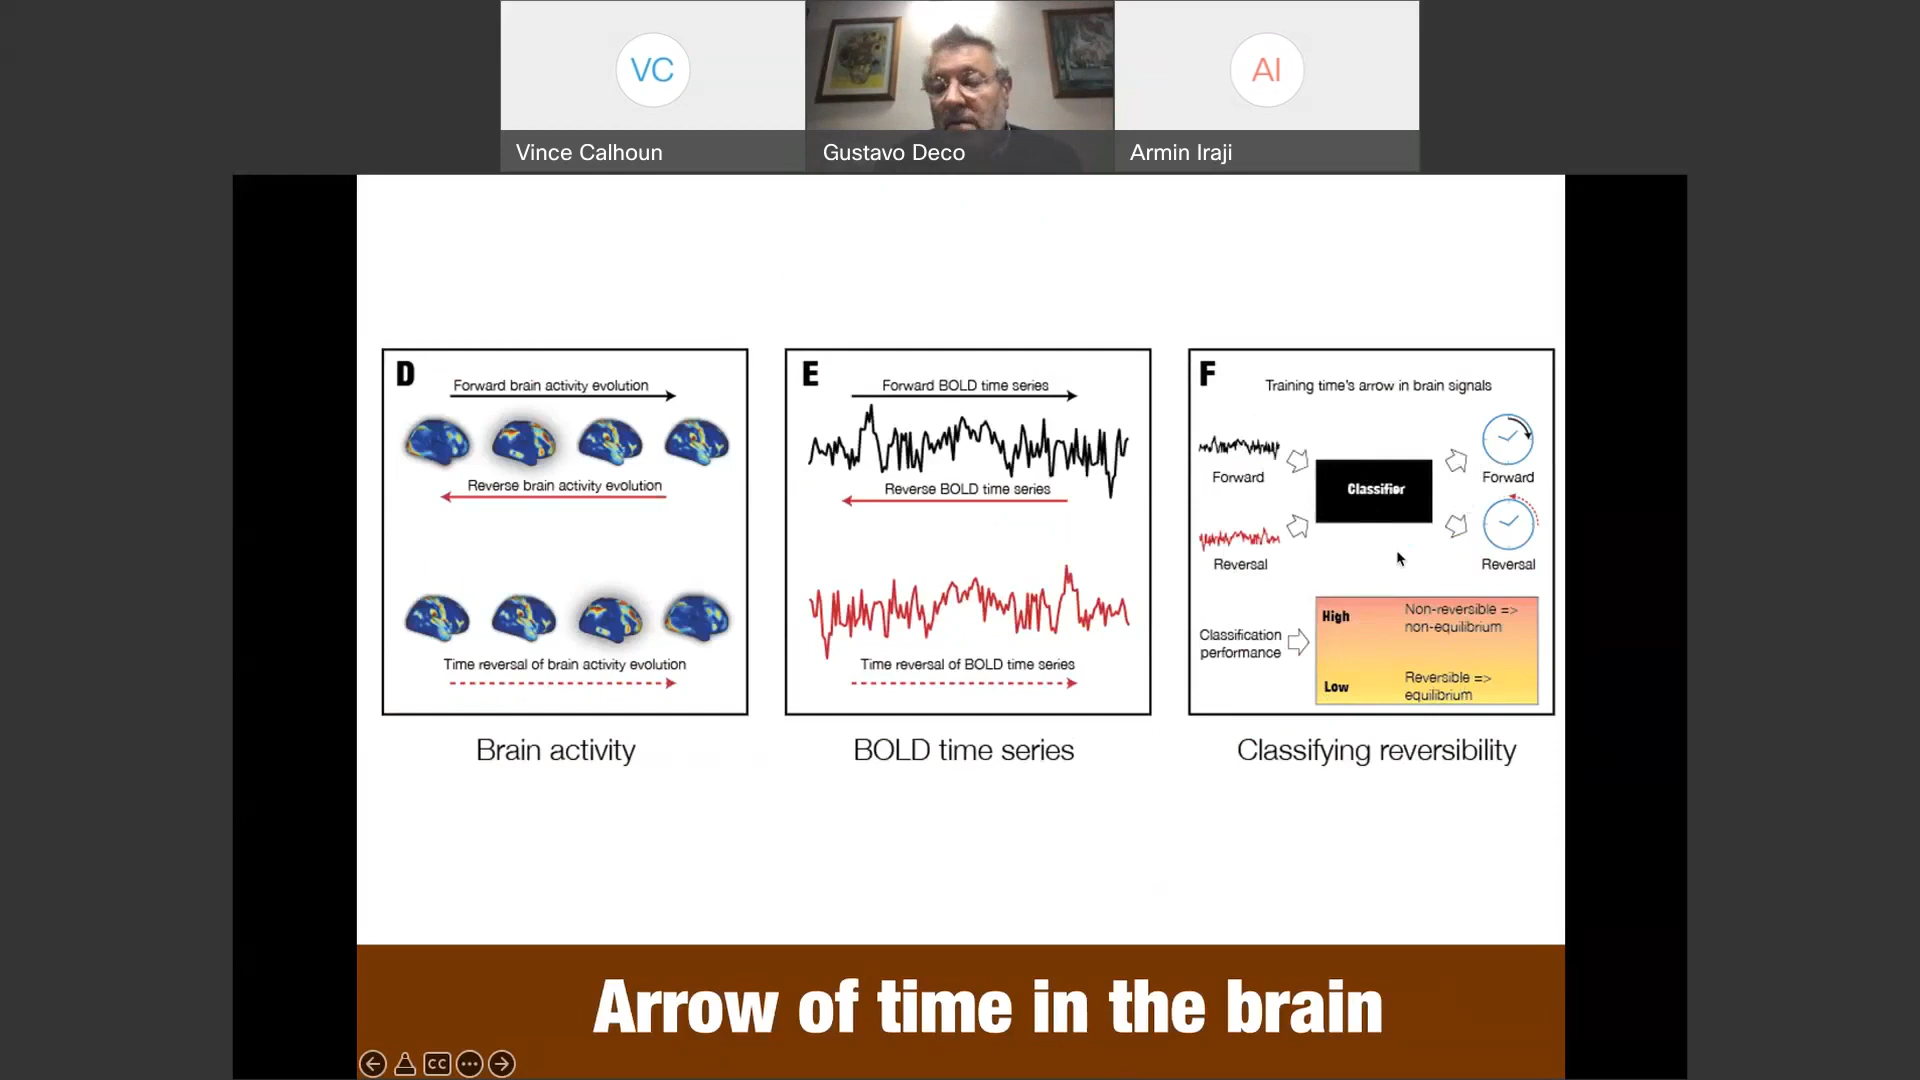 VC
AI
Vince Calhoun
Gustavo Deco
Armin Iraji
D
Forward brain activity evolution
Reverse brain activity evolution
Time reversal of brain activity evolution
Brain activity
E
Forward BOLD time series
Reverse BOLD time series
Time reversal of BOLD time series
BOLD time series
F
Training time's arrow in brain signals
Forward
Classifier
Forward
Reversal
Reversal
Classification
performance
High
Non-reversible =>
non-equilibrium
Low
Reversible =>
equilibrium
Classifying reversibility
Arrow of time in the brain
CC